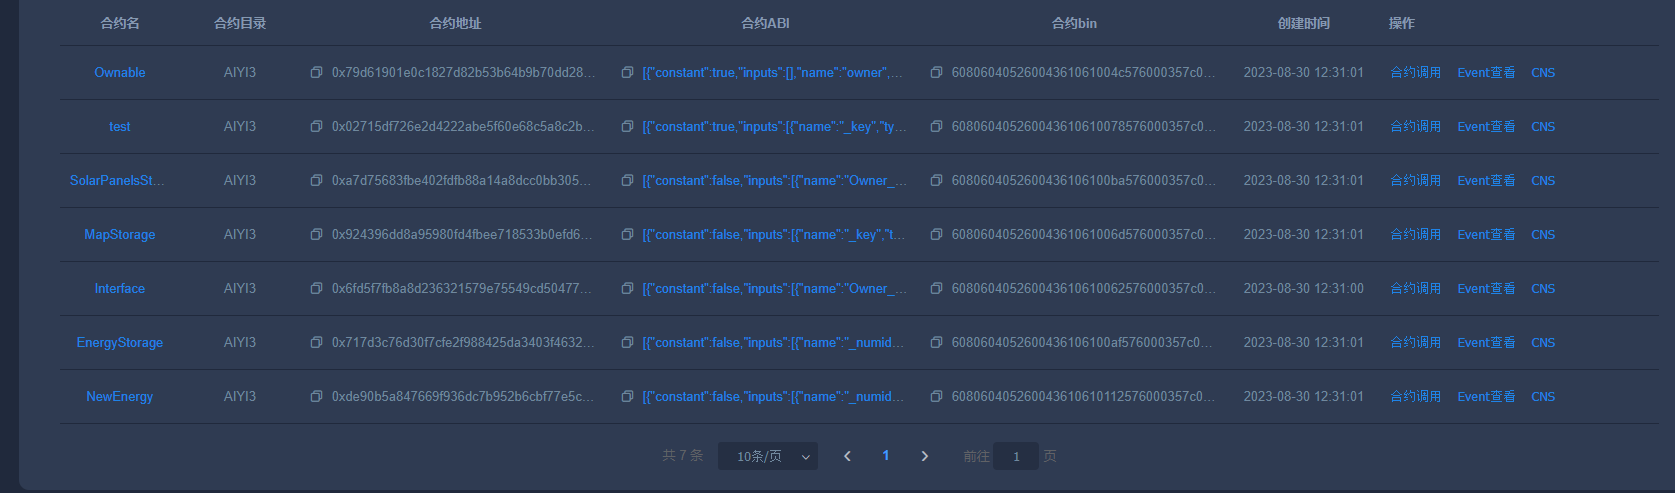 合约名 合约目录 合约地址 合约ABI 合约bin 创建时间 操作
Ownable AIYI3 0x79d61901e0c1827d82b53b64b9b70dd28... [{"constant":true,"inputs":[],"name":"owner",... 60806040526004361061004c576000357c0... 2023-08-30 12:31:01 合约调用 Event查看 CNS
test AIYI3 0x02715df726e2d4222abe5f60e68c5a8c2b... [{"constant":true,"inputs":[{"name":"_key","ty... 608060405260043610610078576000357c0... 2023-08-30 12:31:01 合约调用 Event查看 CNS
SolarPanelsSt... AIYI3 0xa7d75683fbe402fdfb88a14a8dcc0bb305... [{"constant":false,"inputs":[{"name":"Owner_... 6080604052600436106100ba576000357c0... 2023-08-30 12:31:01 合约调用 Event查看 CNS
MapStorage AIYI3 0x924396dd8a95980fd4fbee718533b0efd6... [{"constant":false,"inputs":[{"name":"_key","t... 60806040526004361061006d576000357c0... 2023-08-30 12:31:01 合约调用 Event查看 CNS
Interface AIYI3 0x6fd5f7fb8a8d236321579e75549cd50477... [{"constant":false,"inputs":[{"name":"Owner_... 608060405260043610610062576000357c0... 2023-08-30 12:31:00 合约调用 Event查看 CNS
EnergyStorage AIYI3 0x717d3c76d30f7cfe2f988425da3403f4632... [{"constant":false,"inputs":[{"name":"_numid... 6080604052600436106100af576000357c0... 2023-08-30 12:31:01 合约调用 Event查看 CNS
NewEnergy AIYI3 0xde90b5a847669f936dc7b952b6cbf77e5c... [{"constant":false,"inputs":[{"name":"_numid... 608060405260043610610112576000357c0... 2023-08-30 12:31:01 合约调用 Event查看 CNS
共 7 条 10条/页 1 前往 1 页